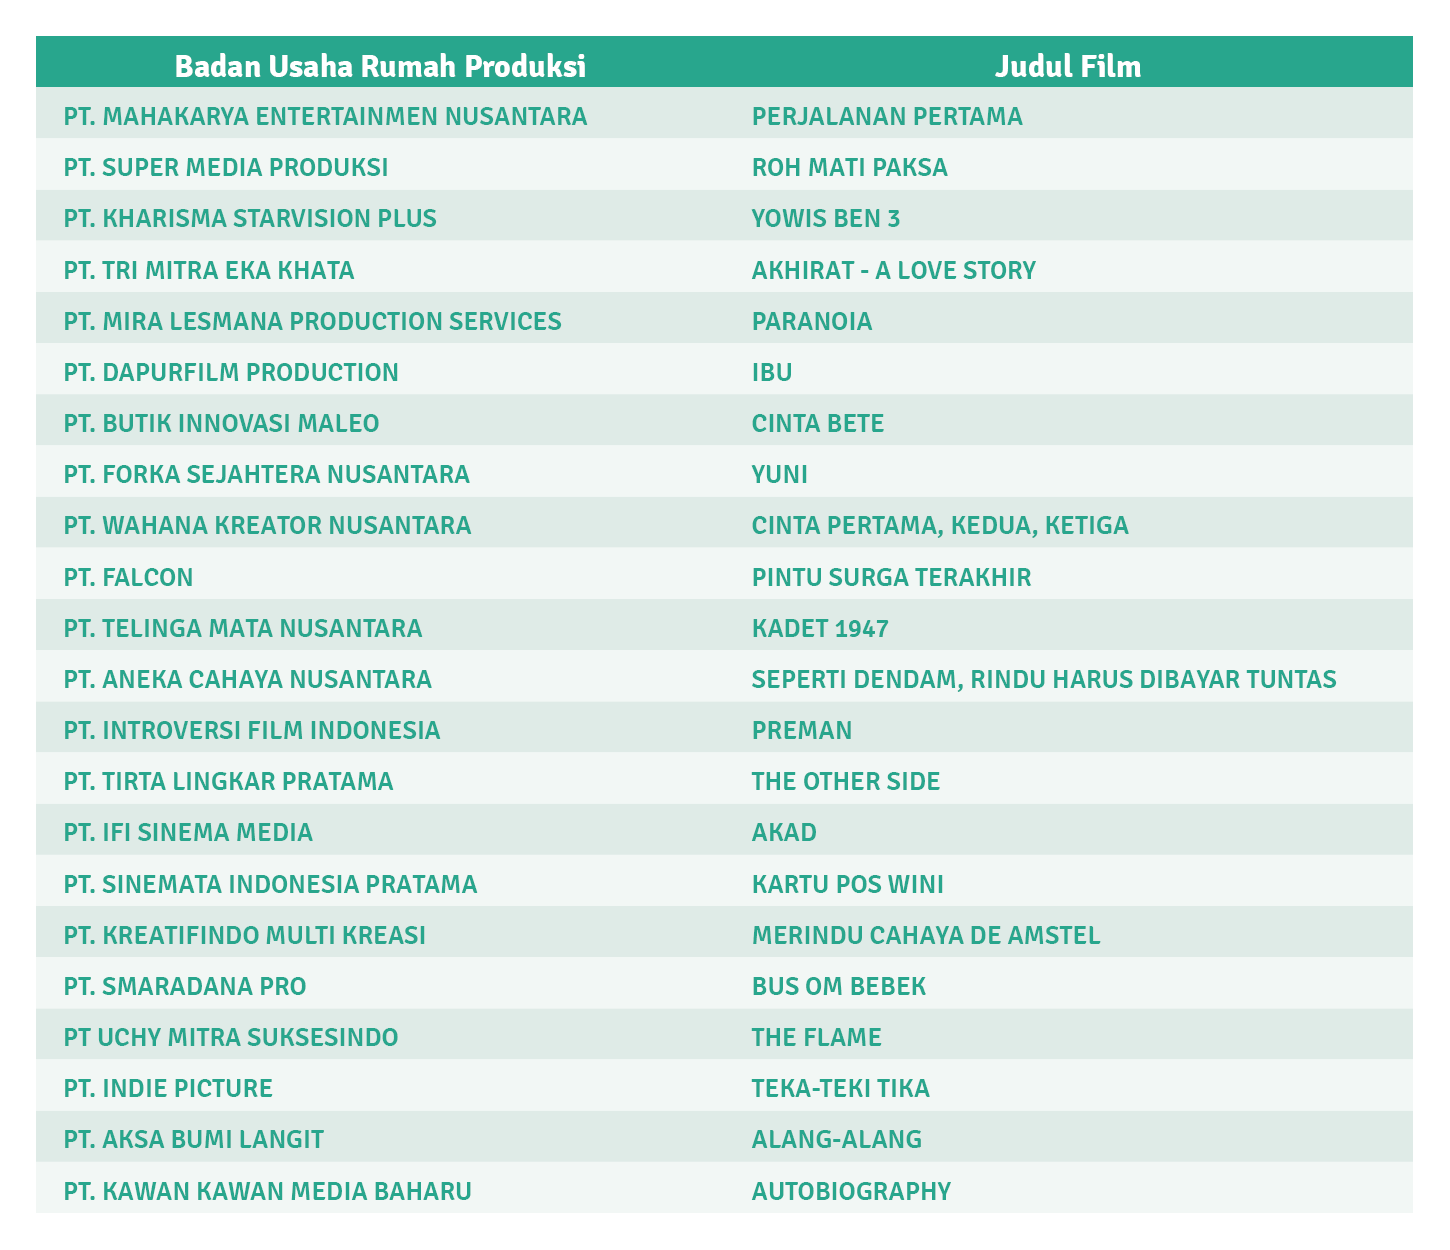 Badan Usaha Rumah Produksi Judul Film
PT. MAHAKARYA ENTERTAINMEN NUSANTARA PERJALANAN PERTAMA
PT. SUPER MEDIA PRODUKSI ROH MATI PAKSA
PT. KHARISMA STARVISION PLUS YOWIS BEN 3
PT. TRI MITRA EKA KHATA AKHIRAT - A LOVE STORY
PT. MIRA LESMANA PRODUCTION SERVICES PARANOIA
PT. DAPURFILM PRODUCTION IBU
PT. BUTIK INNOVASI MALEO CINTA BETE
PT. FORKA SEJAHTERA NUSANTARA YUNI
PT. WAHANA KREATOR NUSANTARA CINTA PERTAMA, KEDUA, KETIGA
PT. FALCON PINTU SURGA TERAKHIR
PT. TELINGA MATA NUSANTARA KADET 1947
PT. ANEKA CAHAYA NUSANTARA SEPERTI DENDAM, RINDU HARUS DIBAYAR TUNTAS
PT. INTROVERSI FILM INDONESIA PREMAN
PT. TIRTA LINGKAR PRATAMA THE OTHER SIDE
PT. IFI SINEMA MEDIA AKAD
PT. SINEMATA INDONESIA PRATAMA KARTU POS WINI
PT. KREATIFINDO MULTI KREASI MERINDU CAHAYA DE AMSTEL
PT. SMARADANA PRO BUS OM BEBEK
PT UCHY MITRA SUKSESINDO THE FLAME
PT. INDIE PICTURE TEKA-TEKI TIKA
PT. AKSA BUMI LANGIT ALANG-ALANG
PT. KAWAN KAWAN MEDIA BAHARU AUTOBIOGRAPHY